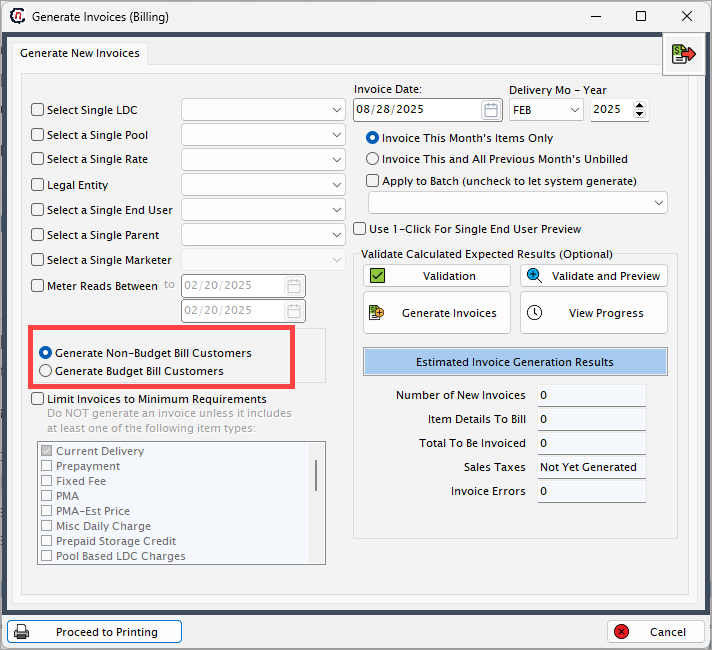 Generate Invoices (Billing)
Generate New Invoices
Select Single LDC
Select a Single Pool
Select a Single Rate
Legal Entity
Select a Single End User
Select a Single Parent
Select a Single Marketer
Meter Reads Between to 02/20/2025
02/20/2025
Generate Non-Budget Bill Customers
Generate Budget Bill Customers
Limit Invoices to Minimum Requirements
Do NOT generate an invoice unless it includes
at least one of the following item types:
Current Delivery
Prepayment
Fixed Fee
PMA
PMA-Est Price
Misc Daily Charge
Prepaid Storage Credit
Pool Based LDC Charges
Invoice Date: Delivery Mo - Year
08/28/2025 FEB 2025
Invoice This Month's Items Only
Invoice This and All Previous Month's Unbilled
Apply to Batch (uncheck to let system generate)
Use 1-Click For Single End User Preview
Validate Calculated Expected Results (Optional)
Validation Validate and Preview
Generate Invoices View Progress
Estimated Invoice Generation Results
Number of New Invoices 0
Item Details To Bill 0
Total To Be Invoiced 0
Sales Taxes Not Yet Generated
Invoice Errors 0
Proceed to Printing Cancel